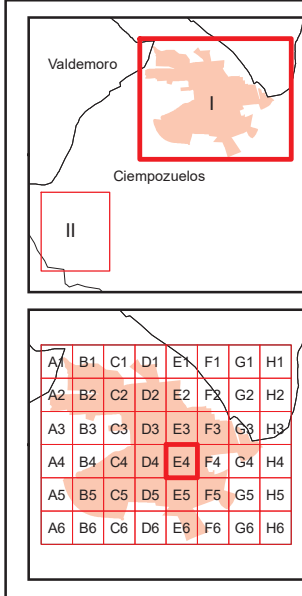 Valdemoro
I
Ciempozuelos
II
A1 B1 C1 D1 E1 F1 G1 H1
A2 B2 C2 D2 E2 F2 G2 H2
A3 B3 C3 D3 E3 F3 G3 H3
A4 B4 C4 D4 E4 F4 G4 H4
A5 B5 C5 D5 E5 F5 G5 H5
A6 B6 C6 D6 E6 F6 G6 H6